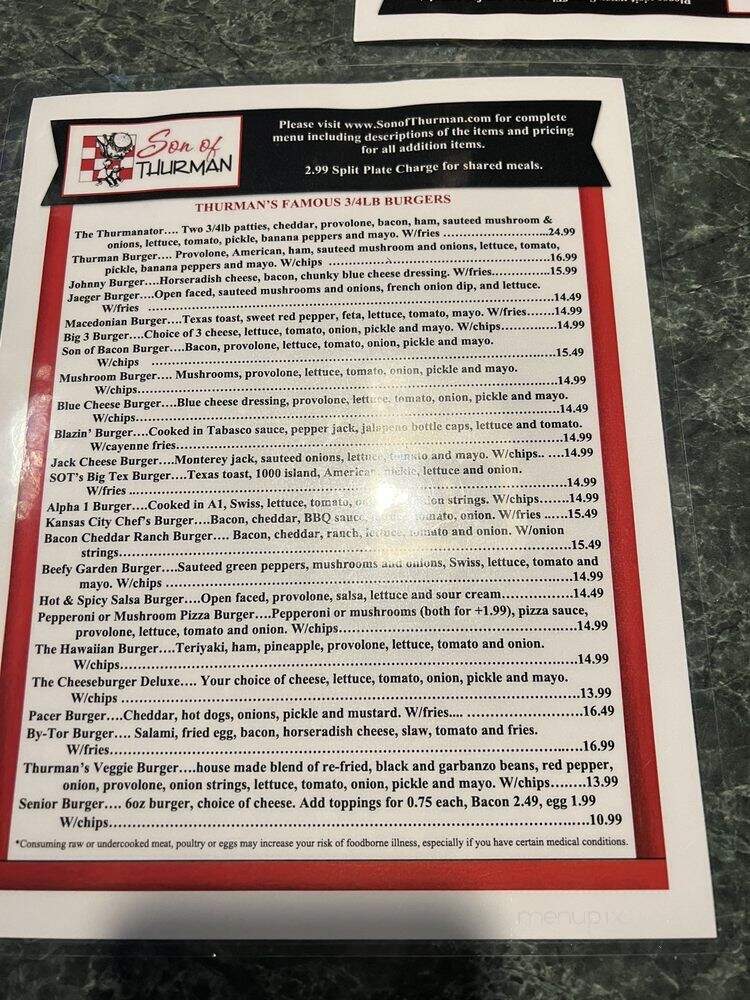 Son of
THURMAN
Please visit www.SonofThurman.com for complete
menu including descriptions of the items and pricing
for all addition items.
2.99 Split Plate Charge for shared meals.
THURMAN'S FAMOUS 3/4LB BURGERS
The Thurmanator.... Two 3/4lb patties, cheddar, provolone, bacon, ham, sauteed mushroom &
onions, lettuce, tomato, pickle, banana peppers and mayo. W/fries ..............................24.99
Thurman Burger.... Provolone, American, ham, sauteed mushroom and onions, lettuce, tomato,
pickle, banana peppers and mayo. W/chips ..............................16.99
Johnny Burger....Horseradish cheese, bacon, chunky blue cheese dressing. W/fries..............15.99
Jaeger Burger....Open faced, sauteed mushrooms and onions, french onion dip, and lettuce.
W/fries ..............................14.49
Macedonian Burger....Texas toast, sweet red pepper, feta, lettuce, tomato, mayo. W/fries.......14.99
Big 3 Burger....Choice of 3 cheese, lettuce, tomato, onion, pickle and mayo. W/chips..............14.99
Son of Bacon Burger....Bacon, provolone, lettuce, tomato, onion, pickle and mayo.
W/chips ..............................15.49
Mushroom Burger.... Mushrooms, provolone, lettuce, tomato, onion, pickle and mayo.
W/chips..............................14.99
Blue Cheese Burger....Blue cheese dressing, provolone, lettuce, tomato, onion, pickle and mayo.
W/chips..............................14.49
Blazin' Burger....Cooked in Tabasco sauce, pepper jack, jalapeno bottle caps, lettuce and tomato.
W/cayenne fries..............................14.99
Jack Cheese Burger....Monterey jack, sauteed onions, lettuce, tomato and mayo. W/chips.. ....14.99
SOT's Big Tex Burger....Texas toast, 1000 island, American, pickle, lettuce and onion.
W/fries ..............................14.99
Alpha 1 Burger....Cooked in A1, Swiss, lettuce, tomato, on strings. W/chips.......14.99
Kansas City Chef's Burger....Bacon, cheddar, BBQ sauce, tomato, onion. W/fries ......15.49
Bacon Cheddar Ranch Burger.... Bacon, cheddar, ranch, lettuce, tomato and onion. W/onion
strings..............................15.49
Beefy Garden Burger....Sauteed green peppers, mushrooms and onions, Swiss, lettuce, tomato and
mayo. W/chips ..............................14.99
Hot & Spicy Salsa Burger....Open faced, provolone, salsa, lettuce and sour cream..............14.49
Pepperoni or Mushroom Pizza Burger....Pepperoni or mushrooms (both for +1.99), pizza sauce,
provolone, lettuce, tomato and onion. W/chips..............................14.99
The Hawaiian Burger....Teriyaki, ham, pineapple, provolone, lettuce, tomato and onion.
W/chips..............................14.99
The Cheeseburger Deluxe.... Your choice of cheese, lettuce, tomato, onion, pickle and mayo.
W/chips ..............................13.99
Pacer Burger....Cheddar, hot dogs, onions, pickle and mustard. W/fries.... ..............16.49
By-Tor Burger.... Salami, fried egg, bacon, horseradish cheese, slaw, tomato and fries.
W/fries..............................16.99
Thurman's Veggie Burger....house made blend of re-fried, black and garbanzo beans, red pepper,
onion, provolone, onion strings, lettuce, tomato, onion, pickle and mayo. W/chips........13.99
Senior Burger.... 6oz burger, choice of cheese. Add toppings for 0.75 each, Bacon 2.49, egg 1.99
W/chips..............................10.99
*Consuming raw or undercooked meat, poultry or eggs may increase your risk of foodborne illness, especially if you have certain medical conditions.
menupix